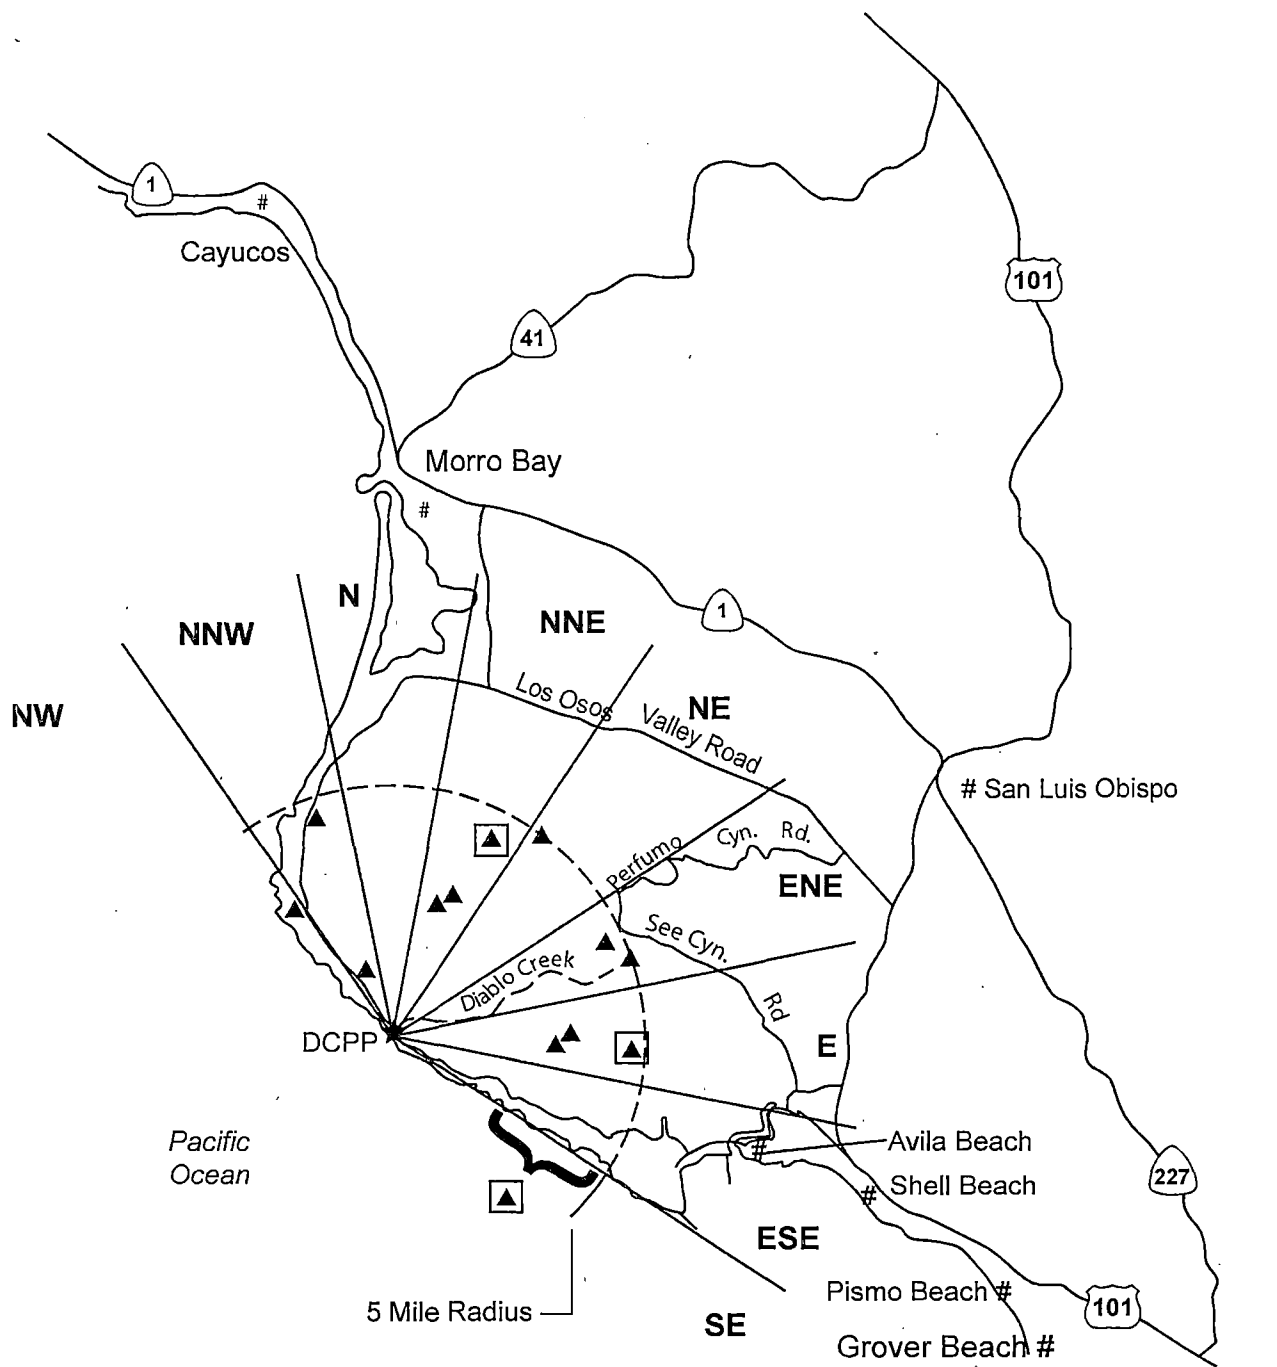 1
#
Cayucos
101
41
Morro Bay
#
N
NNW
NNE
1
NW
NE
Los Osos Valley Road
# San Luis Obispo
Perfumo Cyn. Rd.
ENE
See Cyn. Rd
Diablo Creek
DCPP
E
Pacific
Ocean
# Avila Beach
# Shell Beach
227
ESE
Pismo Beach #
5 Mile Radius
101
SE
Grover Beach #